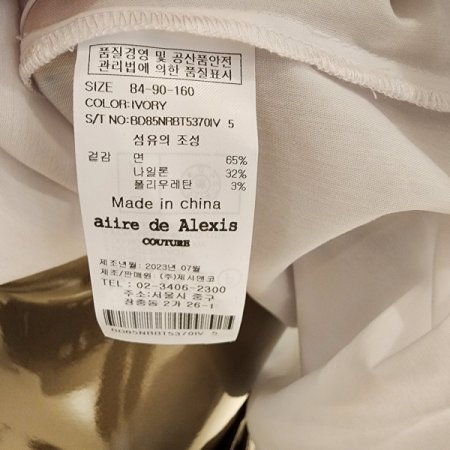 품질경영 및 공산품안전
관리법에 의한 품질표시
SIZE 84-90-160
COLOR:IVORY
S/T NO:BD85NRBT5370IV 5
섬유의 조성
겉감 면 65%
나일론 32%
폴리우레탄 3%
Made in china
aiire de Alexis
COUTURE
제조년월: 2023년 07월
제조/판매원: (주)제시앤코
TEL : 02-3406-2300
주소:서울시 중구
장충동 2가 26-1
BD85NRBT5370IV 5